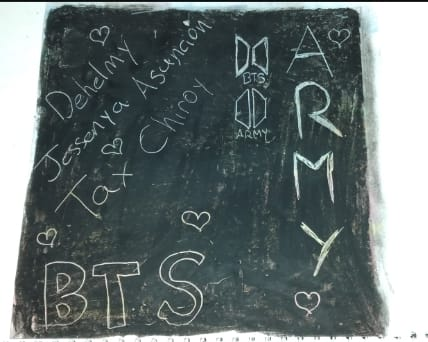 Dehelmy
Jessenya Asunción
Tax Chiroy
BTS
ARMY
ARMY
BTS